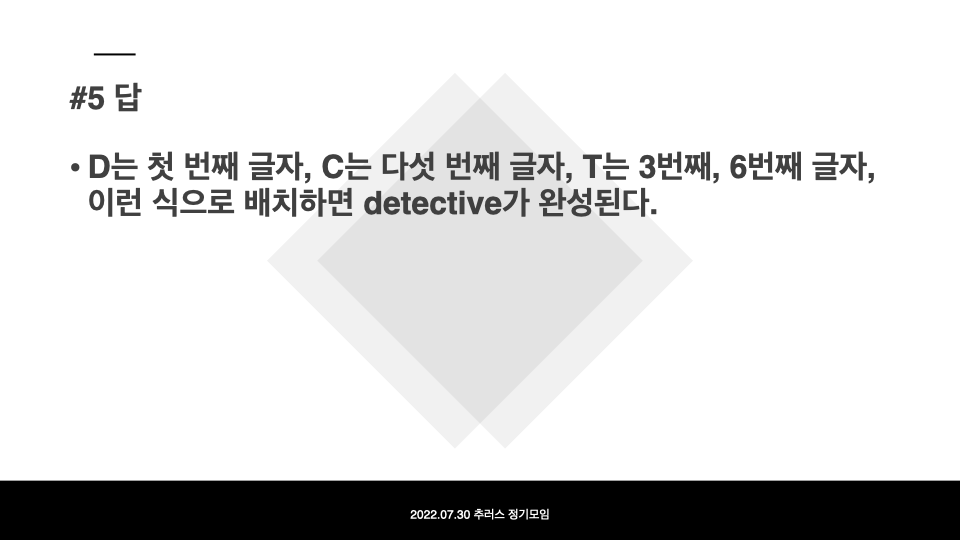 #5 답
• D는 첫 번째 글자, C는 다섯 번째 글자, T는 3번째, 6번째 글자,
이런 식으로 배치하면 detective가 완성된다.
2022.07.30 추러스 정기모임